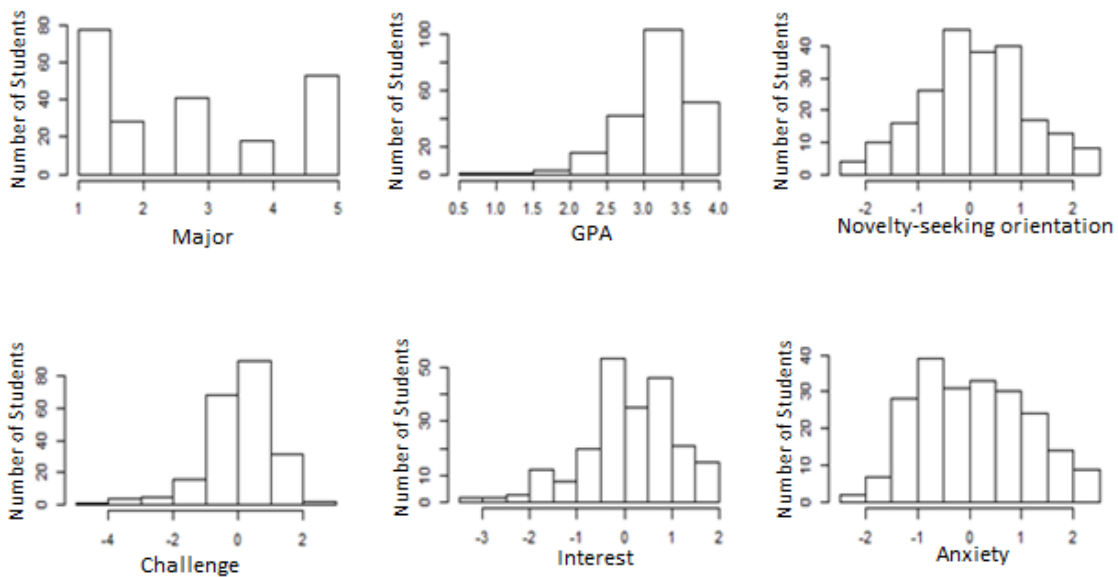 Number of Students
0 20 40 60 80
1 2 3 4 5
Major
Number of Students
0 20 60 100
0.5 1.0 1.5 2.0 2.5 3.0 3.5 4.0
GPA
Number of Students
0 10 20 30 40
-2 -1 0 1 2
Novelty-seeking orientation
Number of Students
0 20 40 60 80
-4 -2 0 2
Challenge
Number of Students
0 10 30 50
-3 -2 -1 0 1 2
Interest
Number of Students
0 10 20 30 40
-2 -1 0 1 2
Anxiety